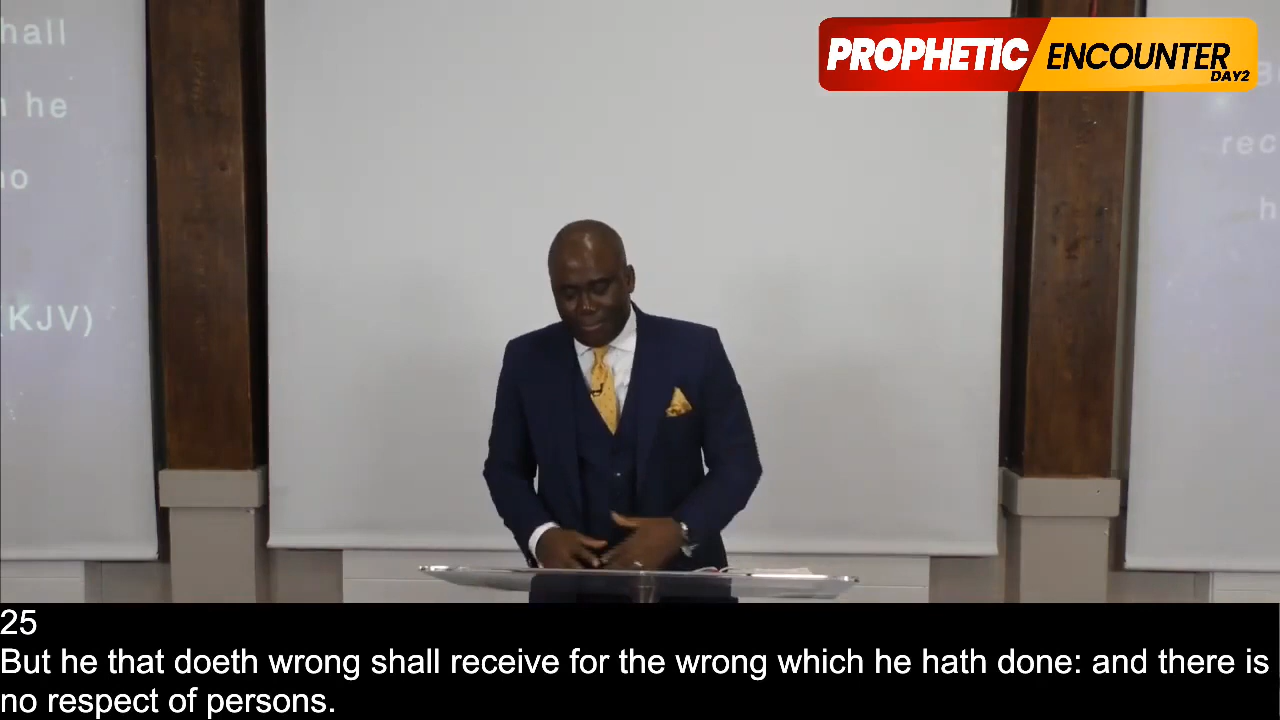 hall
he
no
(KJV)
PROPHETIC ENCOUNTER
DAY2
rec
h
25
But he that doeth wrong shall receive for the wrong which he hath done: and there is
no respect of persons.